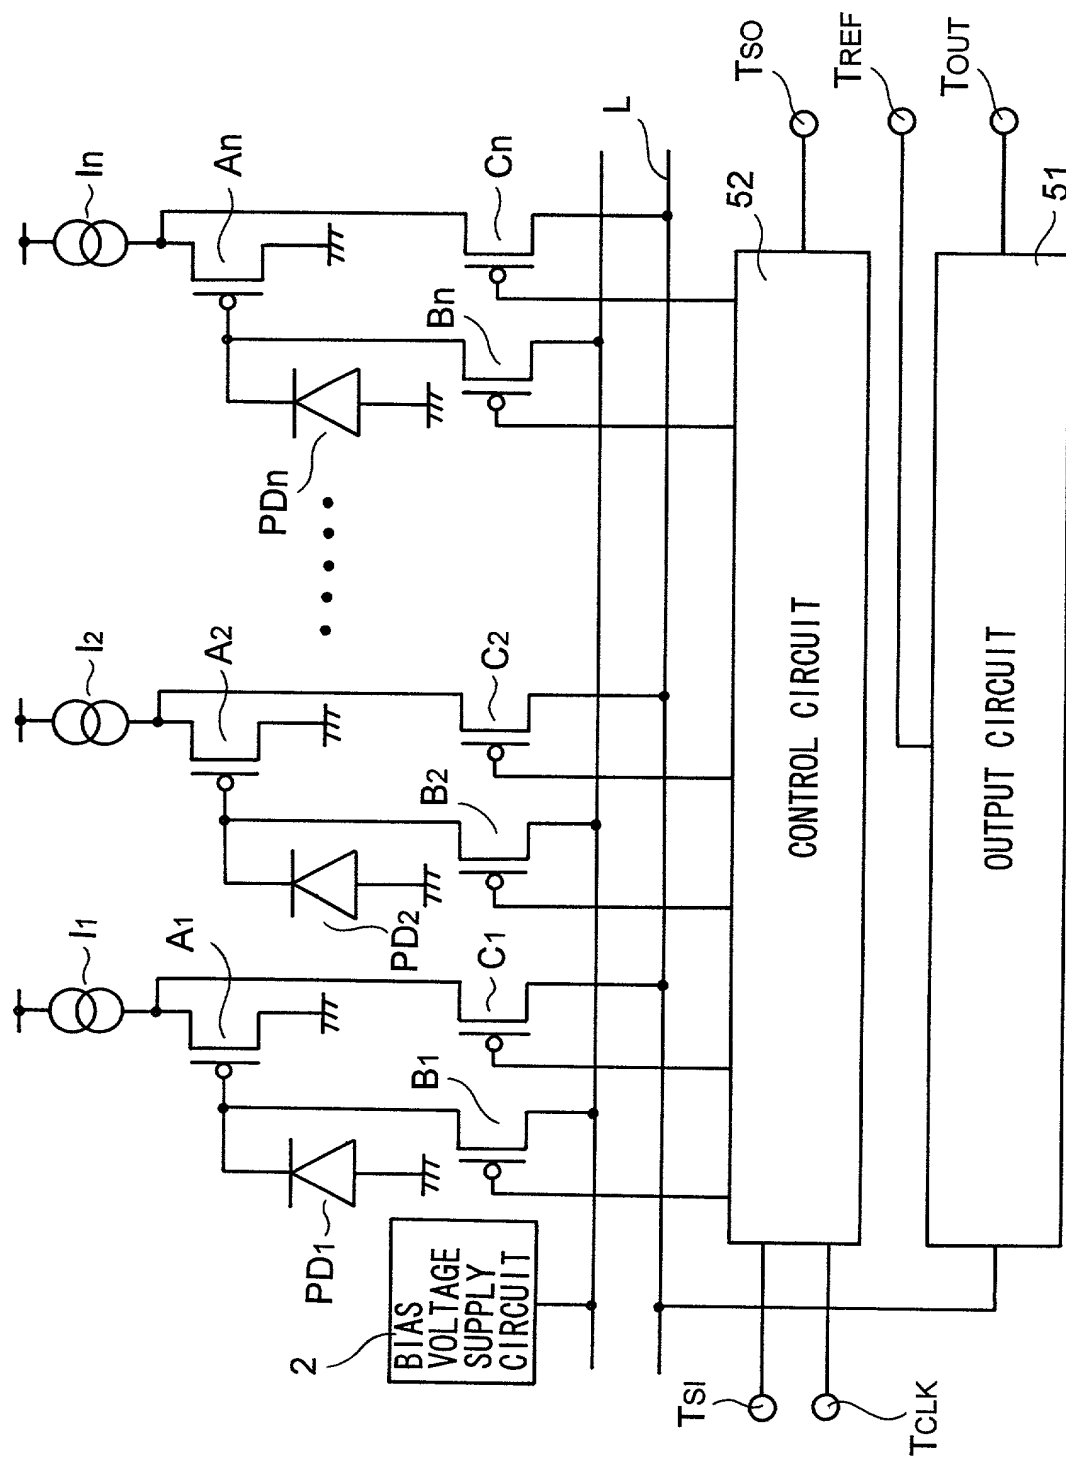 I1
I2
In
A1
A2
An
PD1
PD2
PDn
B1
C1
B2
C2
Bn
Cn
2
BIAS
VOLTAGE
SUPPLY
CIRCUIT
L
TSI
TCLK
CONTROL CIRCUIT
52
TSO
TREF
OUTPUT CIRCUIT
51
TOUT